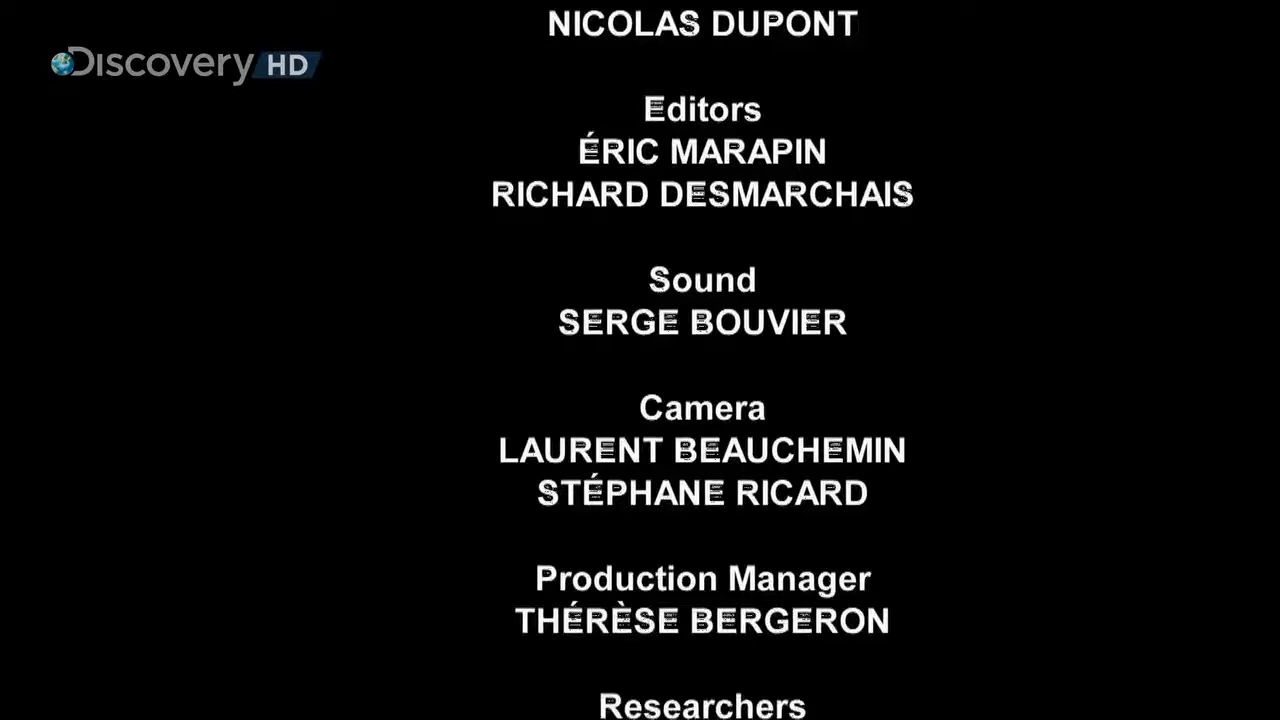 NICOLAS DUPONT
Discovery HD
Editors
ÉRIC MARAPIN
RICHARD DESMARCHAIS
Sound
SERGE BOUVIER
Camera
LAURENT BEAUCHEMIN
STÉPHANE RICARD
Production Manager
THÉRÈSE BERGERON
Researchers